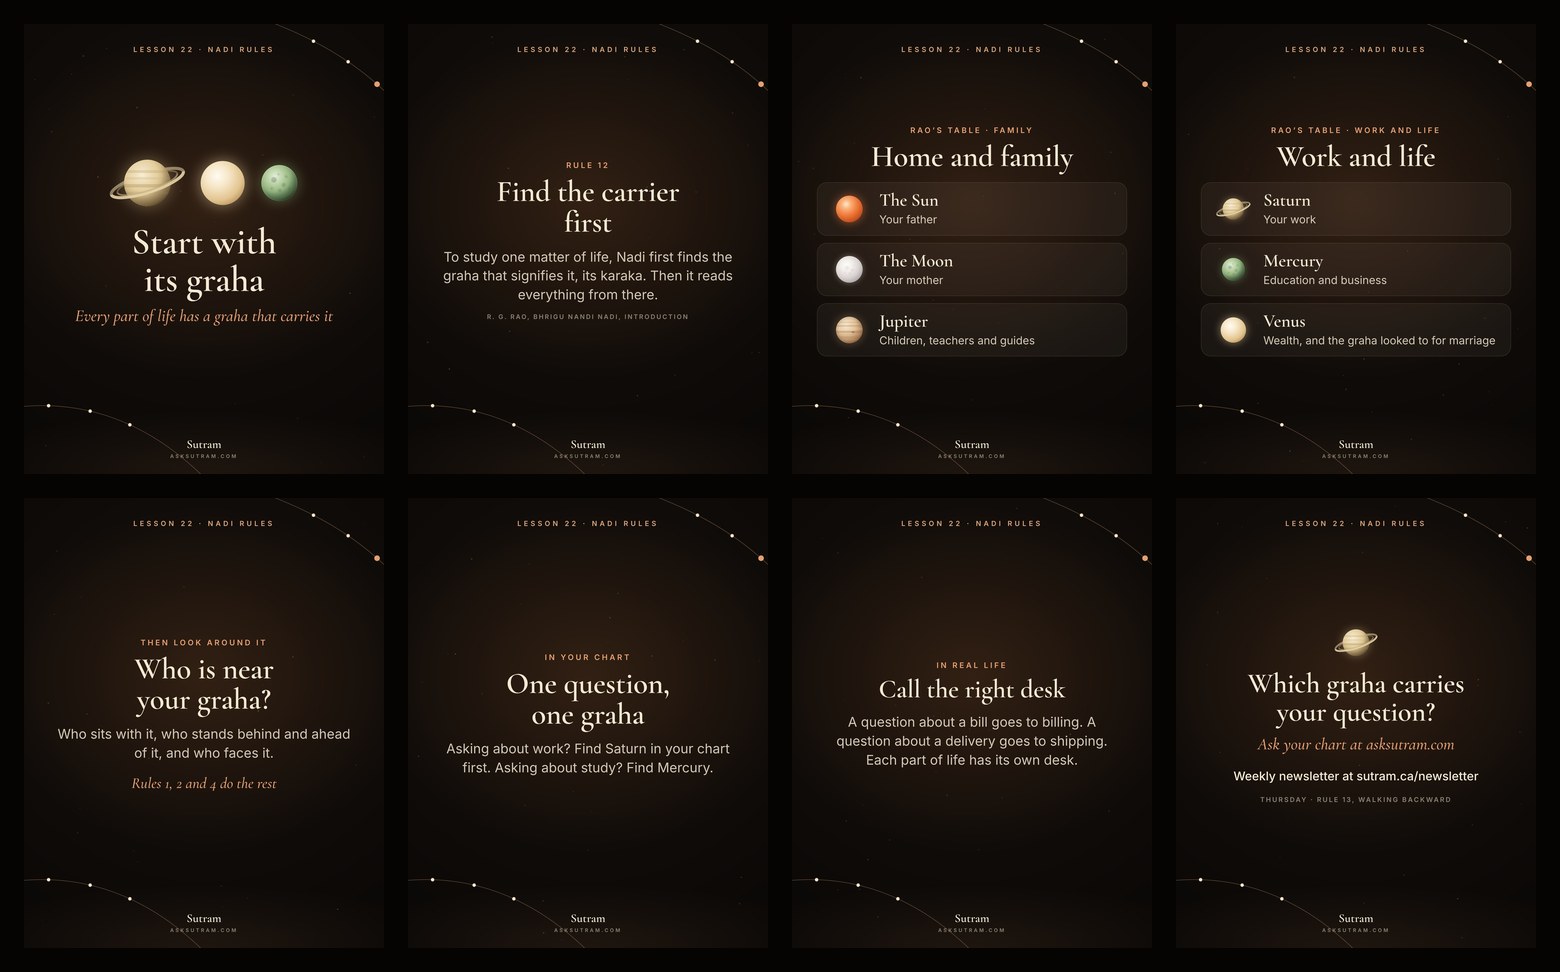 LESSON 22 · NADI RULES
Start with
its graha
Every part of life has a graha that carries it
Sutram
ASKSUTRAM.COM
LESSON 22 · NADI RULES
RULE 12
Find the carrier
first
To study one matter of life, Nadi first finds the
graha that signifies it, its karaka. Then it reads
everything from there.
R. G. RAO, BHRIGU NANDI NADI, INTRODUCTION
Sutram
ASKSUTRAM.COM
LESSON 22 · NADI RULES
RAO'S TABLE · FAMILY
Home and family
The Sun
Your father
The Moon
Your mother
Jupiter
Children, teachers and guides
Sutram
ASKSUTRAM.COM
LESSON 22 · NADI RULES
RAO'S TABLE · WORK AND LIFE
Work and life
Saturn
Your work
Mercury
Education and business
Venus
Wealth, and the graha looked to for marriage
Sutram
ASKSUTRAM.COM
LESSON 22 · NADI RULES
THEN LOOK AROUND IT
Who is near
your graha?
Who sits with it, who stands behind and ahead
of it, and who faces it.
Rules 1, 2 and 4 do the rest
Sutram
ASKSUTRAM.COM
LESSON 22 · NADI RULES
IN YOUR CHART
One question,
one graha
Asking about work? Find Saturn in your chart
first. Asking about study? Find Mercury.
Sutram
ASKSUTRAM.COM
LESSON 22 · NADI RULES
IN REAL LIFE
Call the right desk
A question about a bill goes to billing. A
question about a delivery goes to shipping.
Each part of life has its own desk.
Sutram
ASKSUTRAM.COM
LESSON 22 · NADI RULES
Which graha carries
your question?
Ask your chart at asksutram.com
Weekly newsletter at sutram.ca/newsletter
THURSDAY · RULE 13, WALKING BACKWARD
Sutram
ASKSUTRAM.COM